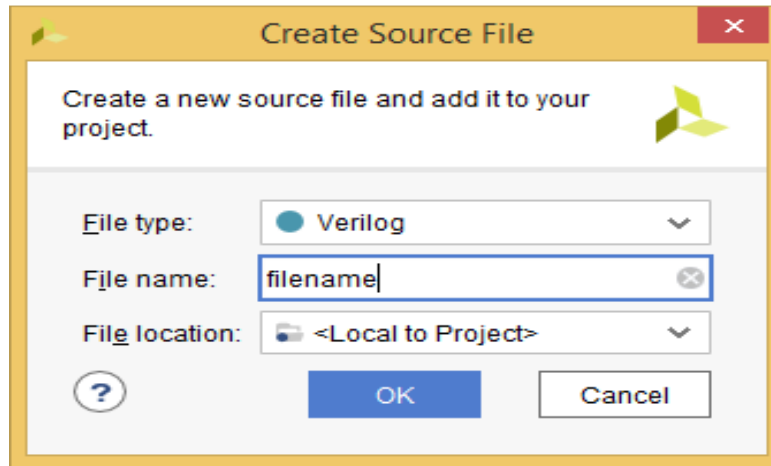 Create Source File
Create a new source file and add it to your
project.
File type: Verilog
File name: filename
File location: <Local to Project>
? OK Cancel